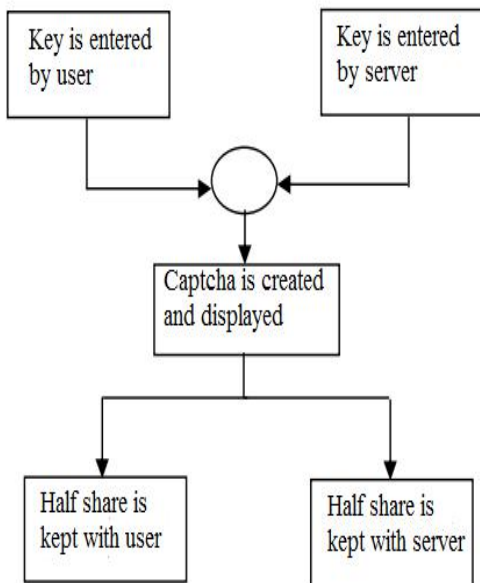 Key is entered
by user
Key is entered
by server
Captcha is created
and displayed
Half share is
kept with user
Half share is
kept with server